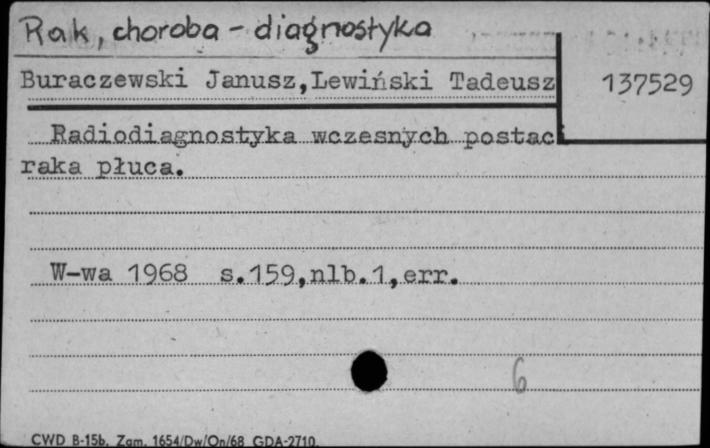 Rak, choroba - diagnostyka
Buraczewski Janusz,Lewiński Tadeusz
137529
Radiodiagnostyka wczesnych postaci
raka płuca.
W-wa 1968 s.159,nlb.1,err.
6
CWD B-15b. Zam. 1654/Dw/On/68 GDA-2710.